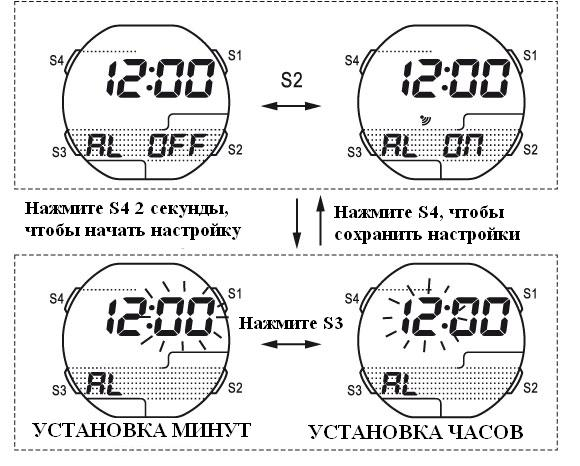 S4 12:00 S1
S3 AL OFF S2
S2
S4 12:00 S1
S3 AL ON S2
Нажмите S4 2 секунды,
чтобы начать настройку
Нажмите S4, чтобы
сохранить настройки
S4 12:00 S1
S3 AL S2
УСТАНОВКА МИНУТ
Нажмите S3
S4 12:00 S1
S3 AL S2
УСТАНОВКА ЧАСОВ